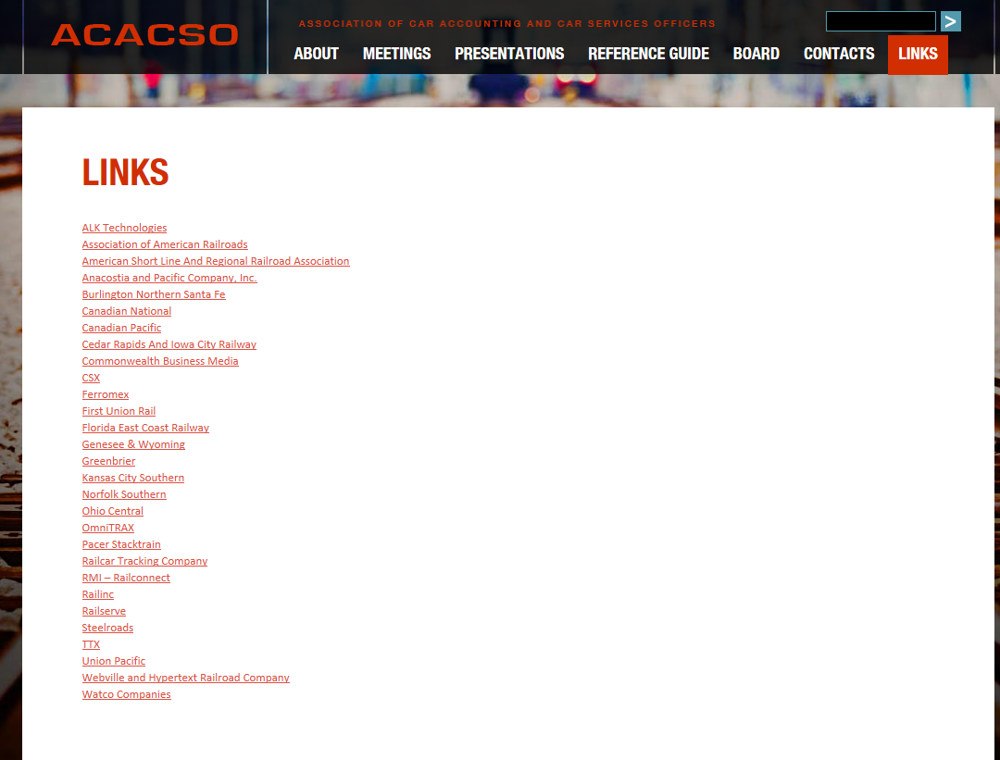 ACACSO
ASSOCIATION OF CAR ACCOUNTING AND CAR SERVICES OFFICERS
>
ABOUT MEETINGS PRESENTATIONS REFERENCE GUIDE BOARD CONTACTS LINKS
LINKS
ALK Technologies
Association of American Railroads
American Short Line And Regional Railroad Association
Anacostia and Pacific Company, Inc.
Burlington Northern Santa Fe
Canadian National
Canadian Pacific
Cedar Rapids And Iowa City Railway
Commonwealth Business Media
CSX
Ferromex
First Union Rail
Florida East Coast Railway
Genesee & Wyoming
Greenbrier
Kansas City Southern
Norfolk Southern
Ohio Central
OmniTRAX
Pacer Stacktrain
Railcar Tracking Company
RMI – Railconnect
Railinc
Railserve
Steelroads
TTX
Union Pacific
Webville and Hypertext Railroad Company
Watco Companies